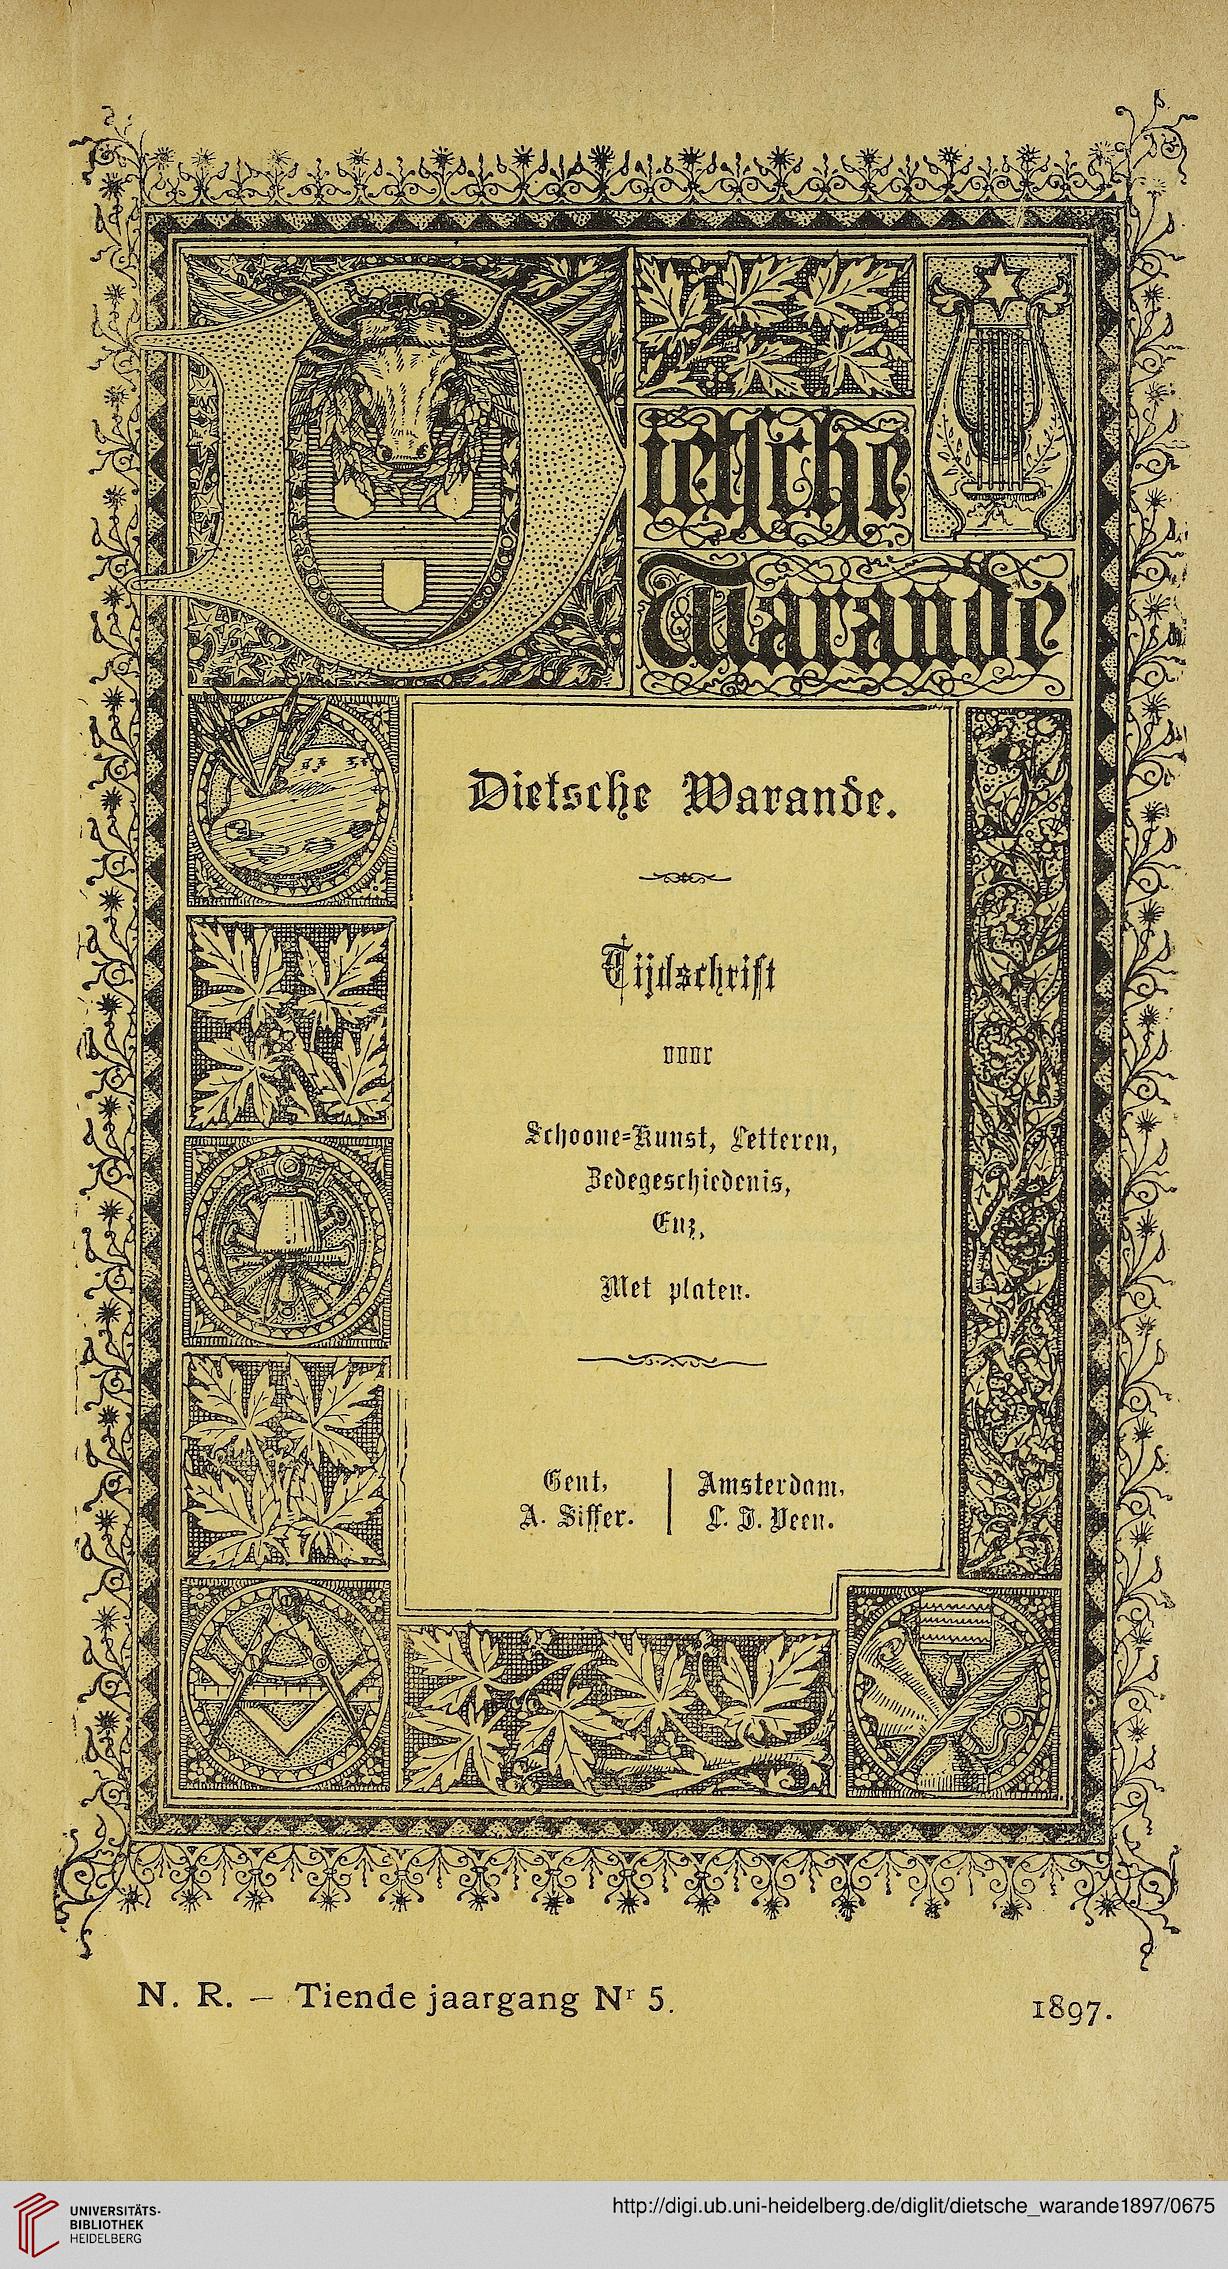 Dietsche
Warande
Dietsche Warande.
Tijdschrift
voor
Schoone=Kunst, Letteren,
Zedegeschiedenis,
Enz,
Met platen.
Gent,
A. Siffer.
Amsterdam,
L. J. Veen.
N. R. — Tiende jaargang Nr 5.
1897.
UNIVERSITÄTS-
BIBLIOTHEK
HEIDELBERG
http://digi.ub.uni-heidelberg.de/diglit/dietsche_warande1897/0675